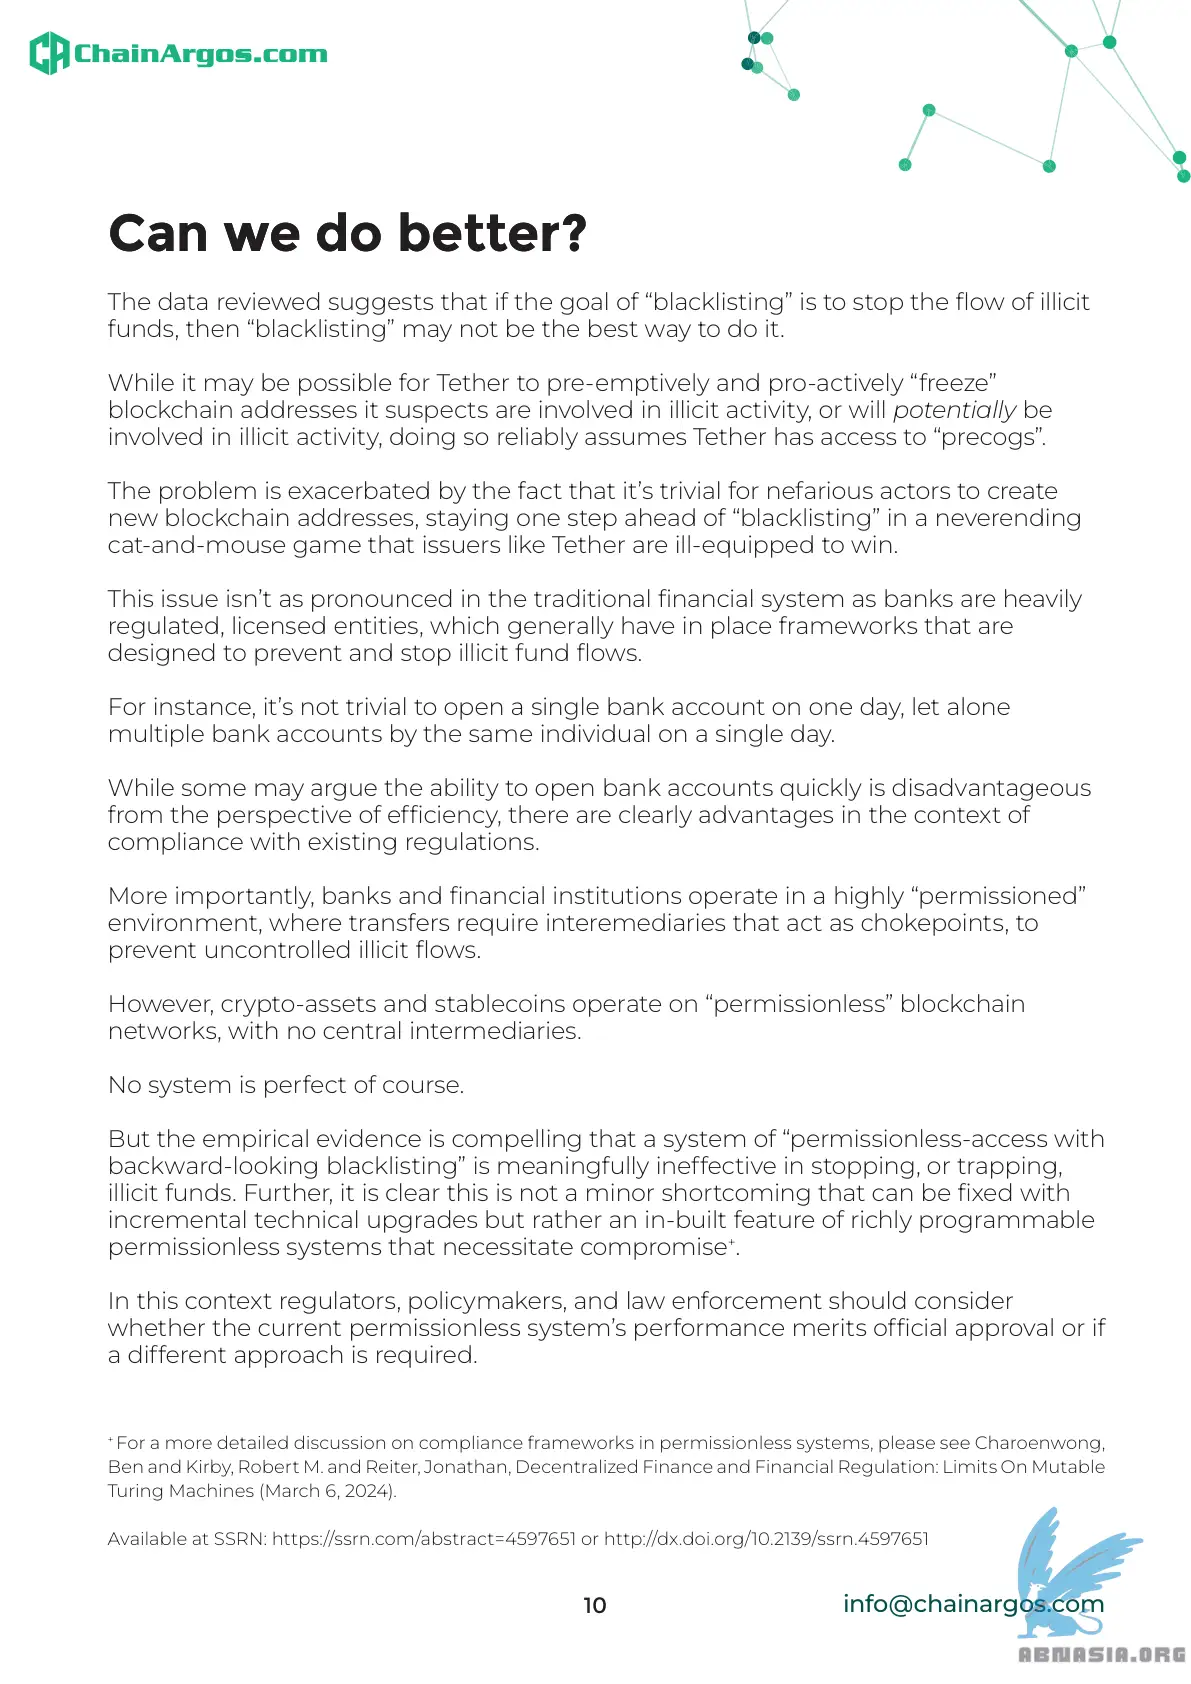 ChainArgos.com
Can we do better?
The data reviewed suggests that if the goal of “blacklisting” is to stop the flow of illicit
funds, then “blacklisting” may not be the best way to do it.
While it may be possible for Tether to pre-emptively and pro-actively “freeze”
blockchain addresses it suspects are involved in illicit activity, or will potentially be
involved in illicit activity, doing so reliably assumes Tether has access to “precogs”.
The problem is exacerbated by the fact that it’s trivial for nefarious actors to create
new blockchain addresses, staying one step ahead of “blacklisting” in a neverending
cat-and-mouse game that issuers like Tether are ill-equipped to win.
This issue isn’t as pronounced in the traditional financial system as banks are heavily
regulated, licensed entities, which generally have in place frameworks that are
designed to prevent and stop illicit fund flows.
For instance, it’s not trivial to open a single bank account on one day, let alone
multiple bank accounts by the same individual on a single day.
While some may argue the ability to open bank accounts quickly is disadvantageous
from the perspective of efficiency, there are clearly advantages in the context of
compliance with existing regulations.
More importantly, banks and financial institutions operate in a highly “permissioned”
environment, where transfers require interemediaries that act as chokepoints, to
prevent uncontrolled illicit flows.
However, crypto-assets and stablecoins operate on “permissionless” blockchain
networks, with no central intermediaries.
No system is perfect of course.
But the empirical evidence is compelling that a system of “permissionless-access with
backward-looking blacklisting” is meaningfully ineffective in stopping, or trapping,
illicit funds. Further, it is clear this is not a minor shortcoming that can be fixed with
incremental technical upgrades but rather an in-built feature of richly programmable
permissionless systems that necessitate compromise⁺.
In this context regulators, policymakers, and law enforcement should consider
whether the current permissionless system’s performance merits official approval or if
a different approach is required.
⁺ For a more detailed discussion on compliance frameworks in permissionless systems, please see Charoenwong,
Ben and Kirby, Robert M. and Reiter, Jonathan, Decentralized Finance and Financial Regulation: Limits On Mutable
Turing Machines (March 6, 2024).
Available at SSRN: https://ssrn.com/abstract=4597651 or http://dx.doi.org/10.2139/ssrn.4597651
10
info@chainargos.com
ABNASIA.ORG